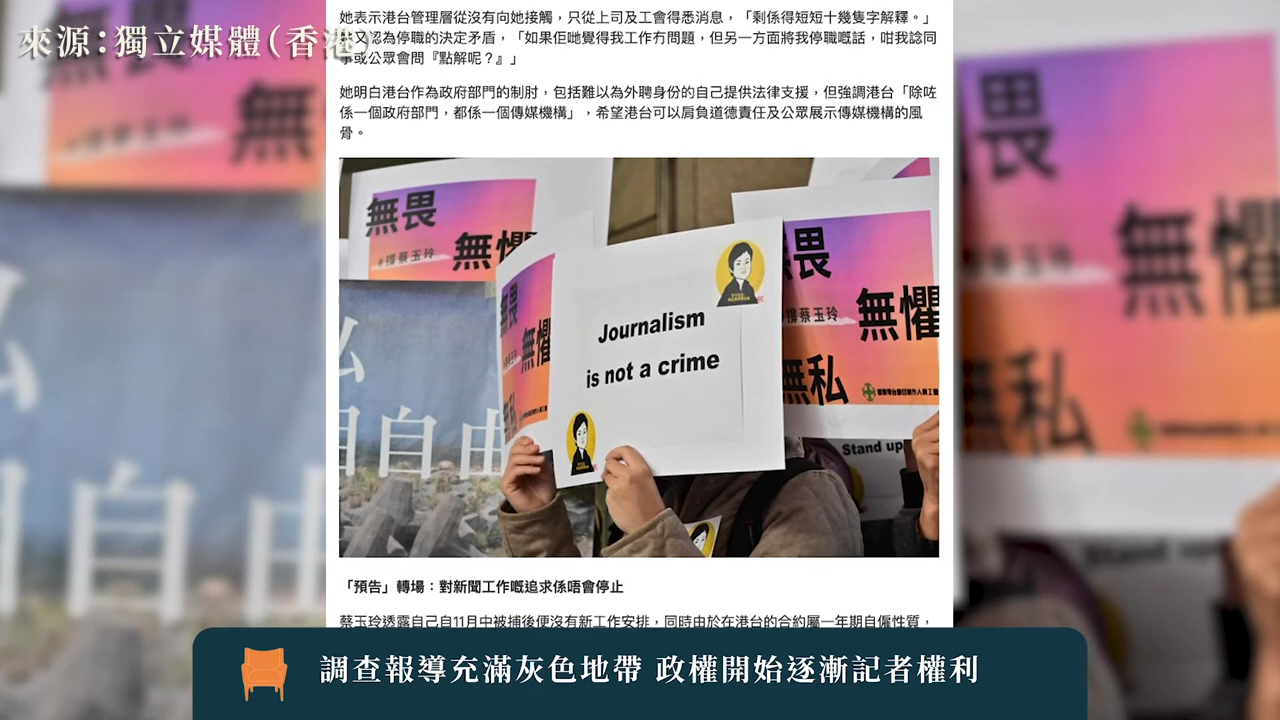 來源：獨立媒體（香港）
她表示港台管理層從沒有向她接觸，只從上司及工會得悉消息，「剩係得短短十幾隻字解釋。」
又認為停職的決定矛盾，「如果佢哋覺得我工作冇問題，但另一方面將我停職嘅話，咁我諗同
事或公眾會問『點解呢？』」
她明白港台作為政府部門的制肘，包括難以為外聘身份的自己提供法律支援，但強調港台「除咗
係一個政府部門，都係一個傳媒機構」，希望港台可以肩負道德責任及公眾展示傳媒機構的風
骨。
無畏
無懼
#撐蔡玉玲
無畏
無懼
無私
Journalism
is not a crime
無畏
撐蔡玉玲
無懼
無私
自由
Stand up
「預告」轉場：對新聞工作嘅追求係唔會停止
蔡玉玲透露自己自11月中被捕後便沒有新工作安排，同時由於在港台的合約屬一年期自僱性質，
調查報導充滿灰色地帶 政權開始逐漸記者權利